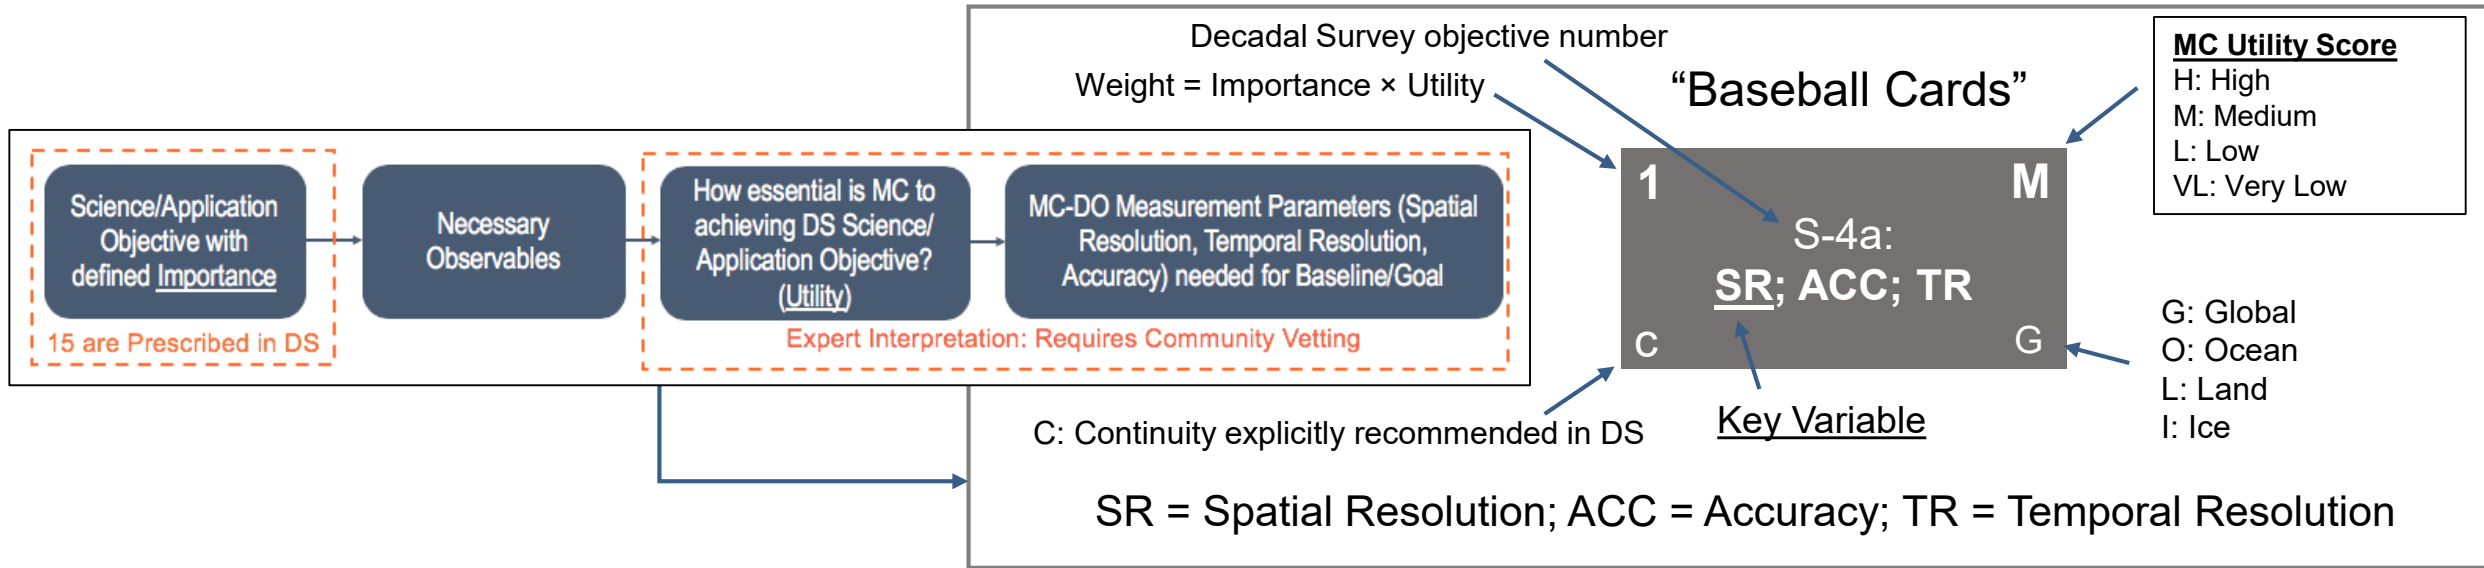 Decadal Survey objective number
Weight = Importance × Utility
“Baseball Cards”
MC Utility Score
H: High
M: Medium
L: Low
VL: Very Low
Science/Application
Objective with
defined Importance
15 are Prescribed in DS
Necessary
Observables
How essential is MC to
achieving DS Science/
Application Objective?
(Utility)
MC-DO Measurement Parameters (Spatial
Resolution, Temporal Resolution,
Accuracy) needed for Baseline/Goal
Expert Interpretation: Requires Community Vetting
1
M
S-4a:
SR; ACC; TR
C
G
G: Global
O: Ocean
L: Land
I: Ice
C: Continuity explicitly recommended in DS
Key Variable
SR = Spatial Resolution; ACC = Accuracy; TR = Temporal Resolution